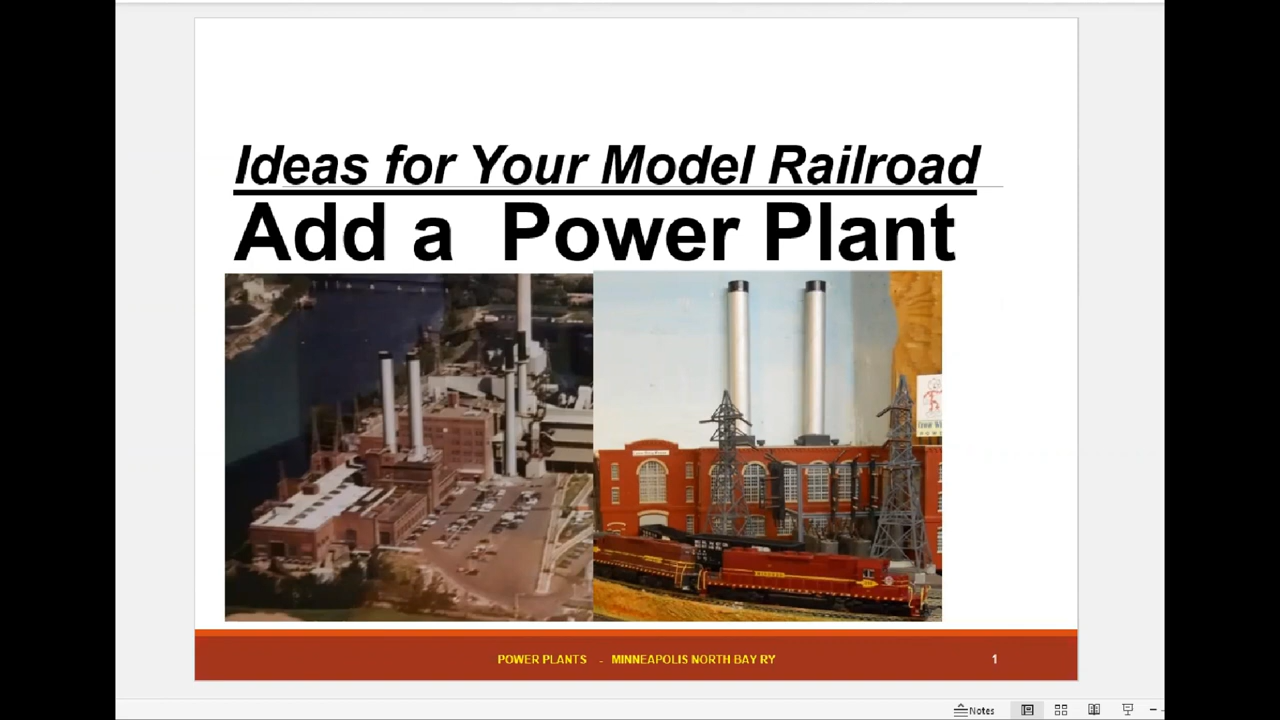 Ideas for Your Model Railroad
Add a Power Plant
POWER PLANTS - MINNEAPOLIS NORTH BAY RY
1
Notes